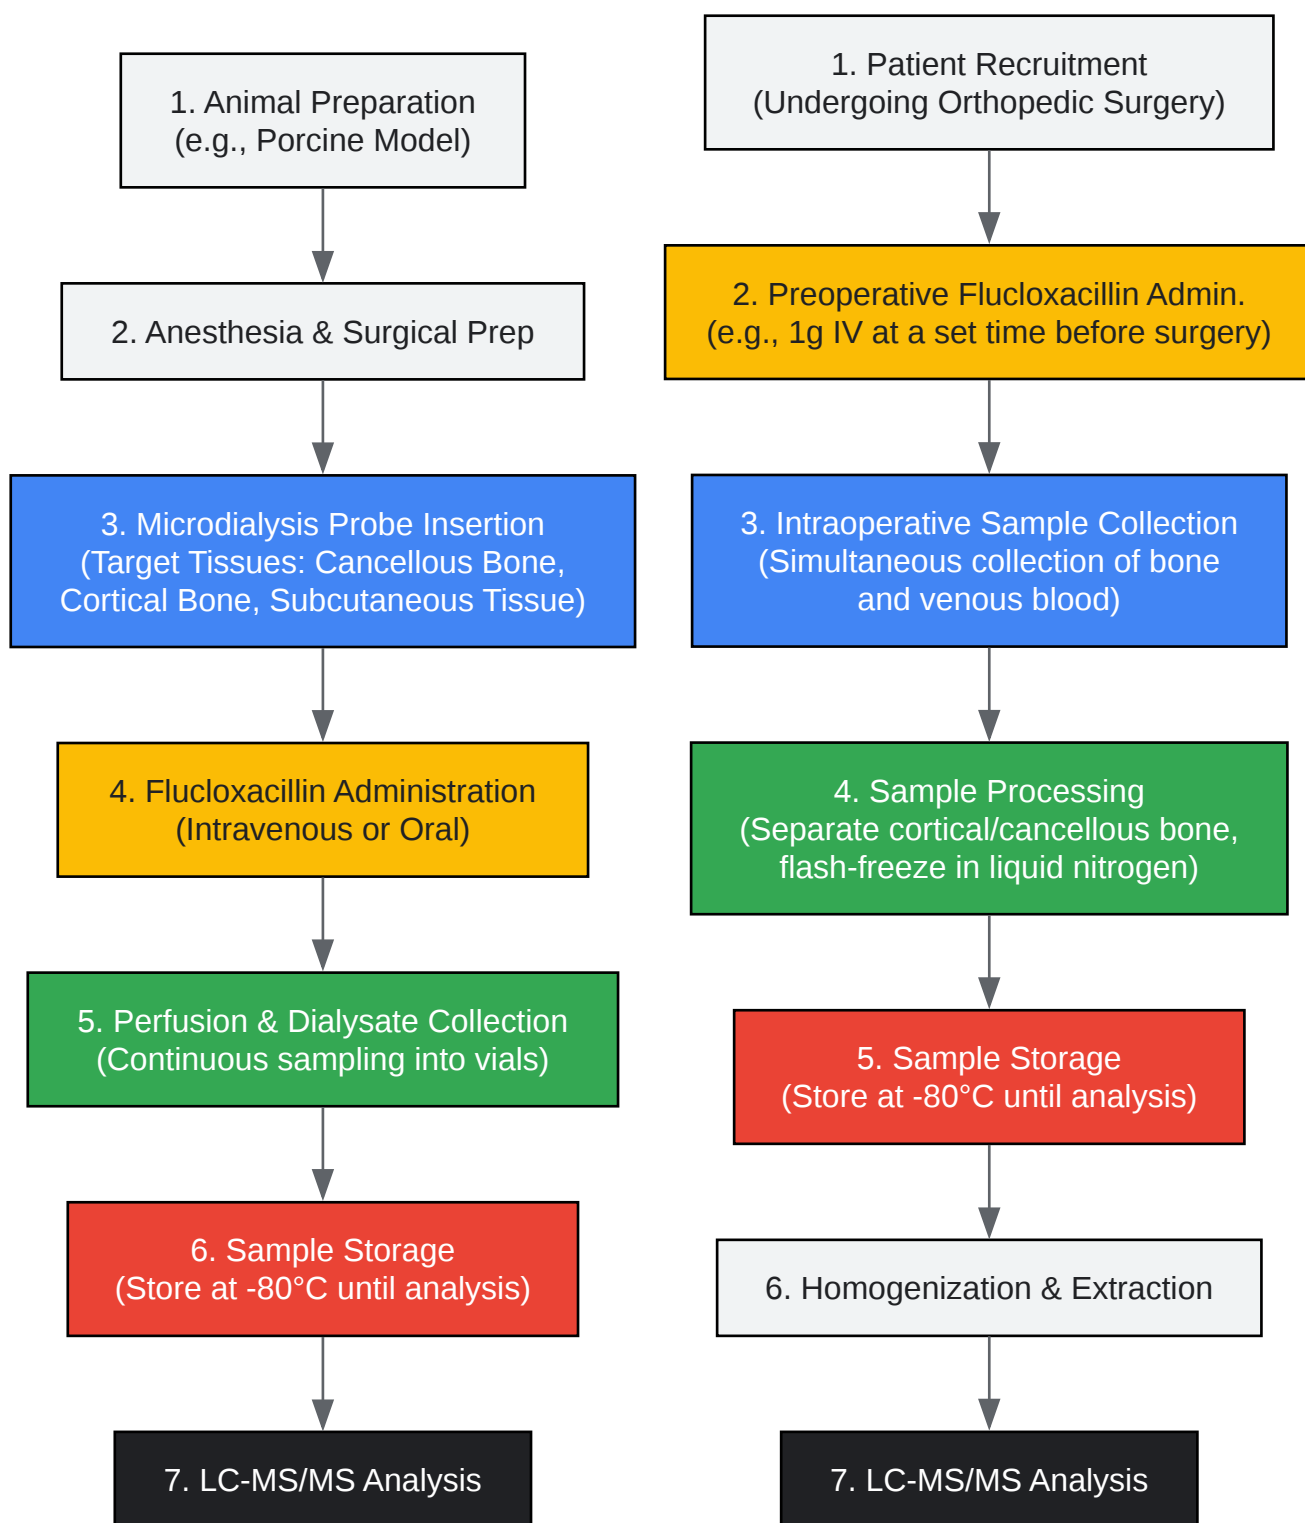 1. Animal Preparation
(e.g., Porcine Model)
2. Anesthesia & Surgical Prep
3. Microdialysis Probe Insertion
(Target Tissues: Cancellous Bone,
Cortical Bone, Subcutaneous Tissue)
4. Flucloxacillin Administration
(Intravenous or Oral)
5. Perfusion & Dialysate Collection
(Continuous sampling into vials)
6. Sample Storage
(Store at -80°C until analysis)
7. LC-MS/MS Analysis
1. Patient Recruitment
(Undergoing Orthopedic Surgery)
2. Preoperative Flucloxacillin Admin.
(e.g., 1g IV at a set time before surgery)
3. Intraoperative Sample Collection
(Simultaneous collection of bone
and venous blood)
4. Sample Processing
(Separate cortical/cancellous bone,
flash-freeze in liquid nitrogen)
5. Sample Storage
(Store at -80°C until analysis)
6. Homogenization & Extraction
7. LC-MS/MS Analysis